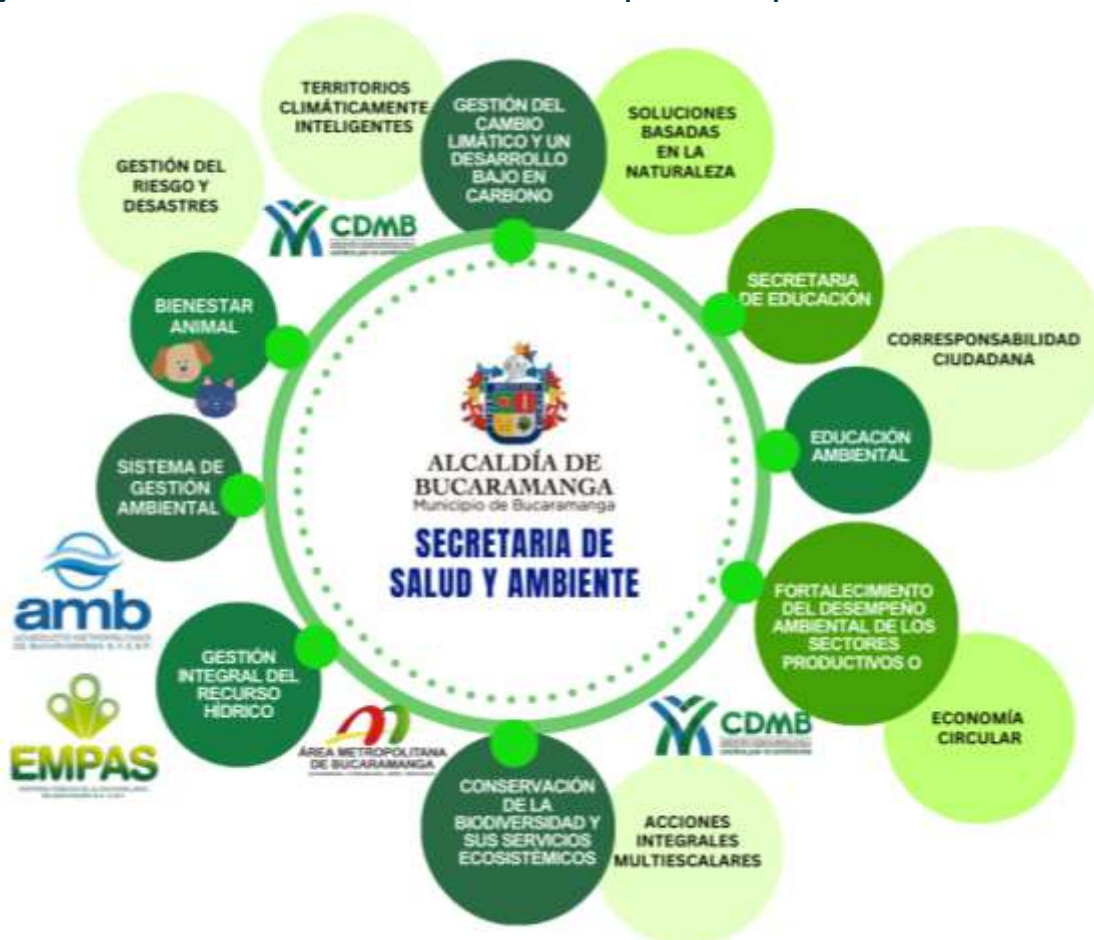 TERRITORIOS
CLIMÁTICAMENTE
INTELIGENTES
GESTIÓN DEL
CAMBIO
LIMÁTICO Y UN
DESARROLLO
BAJO EN
CARBONO
SOLUCIONES
BASADAS
EN LA
NATURALEZA
GESTIÓN DEL
RIESGO Y
DESASTRES
CDMB
SECRETARIA
DE EDUCACIÓN
BIENESTAR
ANIMAL
CORRESPONSABILIDAD
CIUDADANA
EDUCACIÓN
AMBIENTAL
ALCALDÍA DE
BUCARAMANGA
Municipio de Bucaramanga
SECRETARIA DE
SALUD Y AMBIENTE
SISTEMA DE
GESTIÓN
AMBIENTAL
amb
FORTALECIMIENTO
DEL DESEMPEÑO
AMBIENTAL DE LOS
SECTORES
PRODUCTIVOS O
GESTIÓN
INTEGRAL DEL
RECURSO
HÍDRICO
EMPAS
ÁREA METROPOLITANA
DE BUCARAMANGA
CDMB
ECONOMÍA
CIRCULAR
CONSERVACIÓN
DE LA
BIODIVERSIDAD Y
SUS SERVICIOS
ECOSISTÉMICOS
ACCIONES
INTEGRALES
MULTIESCALARES